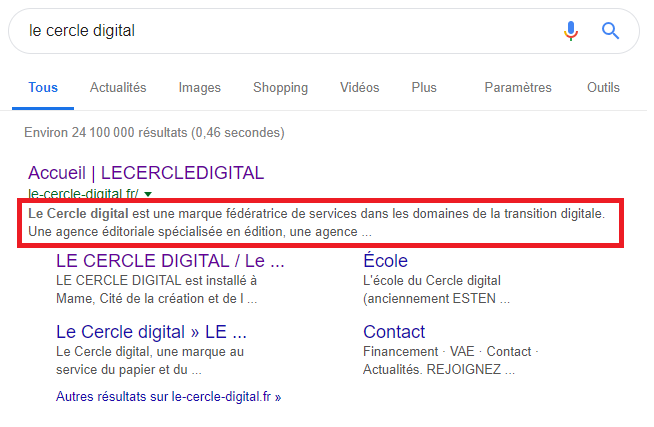 le cercle digital
Tous Actualités Images Shopping Vidéos Plus Paramètres Outils
Environ 24 100 000 résultats (0,46 secondes)
Accueil | LECERCLEDIGITAL
le-cercle-digital.fr/
Le Cercle digital est une marque fédératrice de services dans les domaines de la transition digitale.
Une agence éditoriale spécialisée en édition, une agence ...
LE CERCLE DIGITAL / Le ...
LE CERCLE DIGITAL est installé à
Mame, Cité de la création et de l ...
École
L'école du Cercle digital
(anciennement ESTEN ...
Le Cercle digital » LE ...
Le Cercle digital, une marque au
service du papier et du ...
Contact
Financement · VAE · Contact ·
Actualités. REJOIGNEZ ...
Autres résultats sur le-cercle-digital.fr »